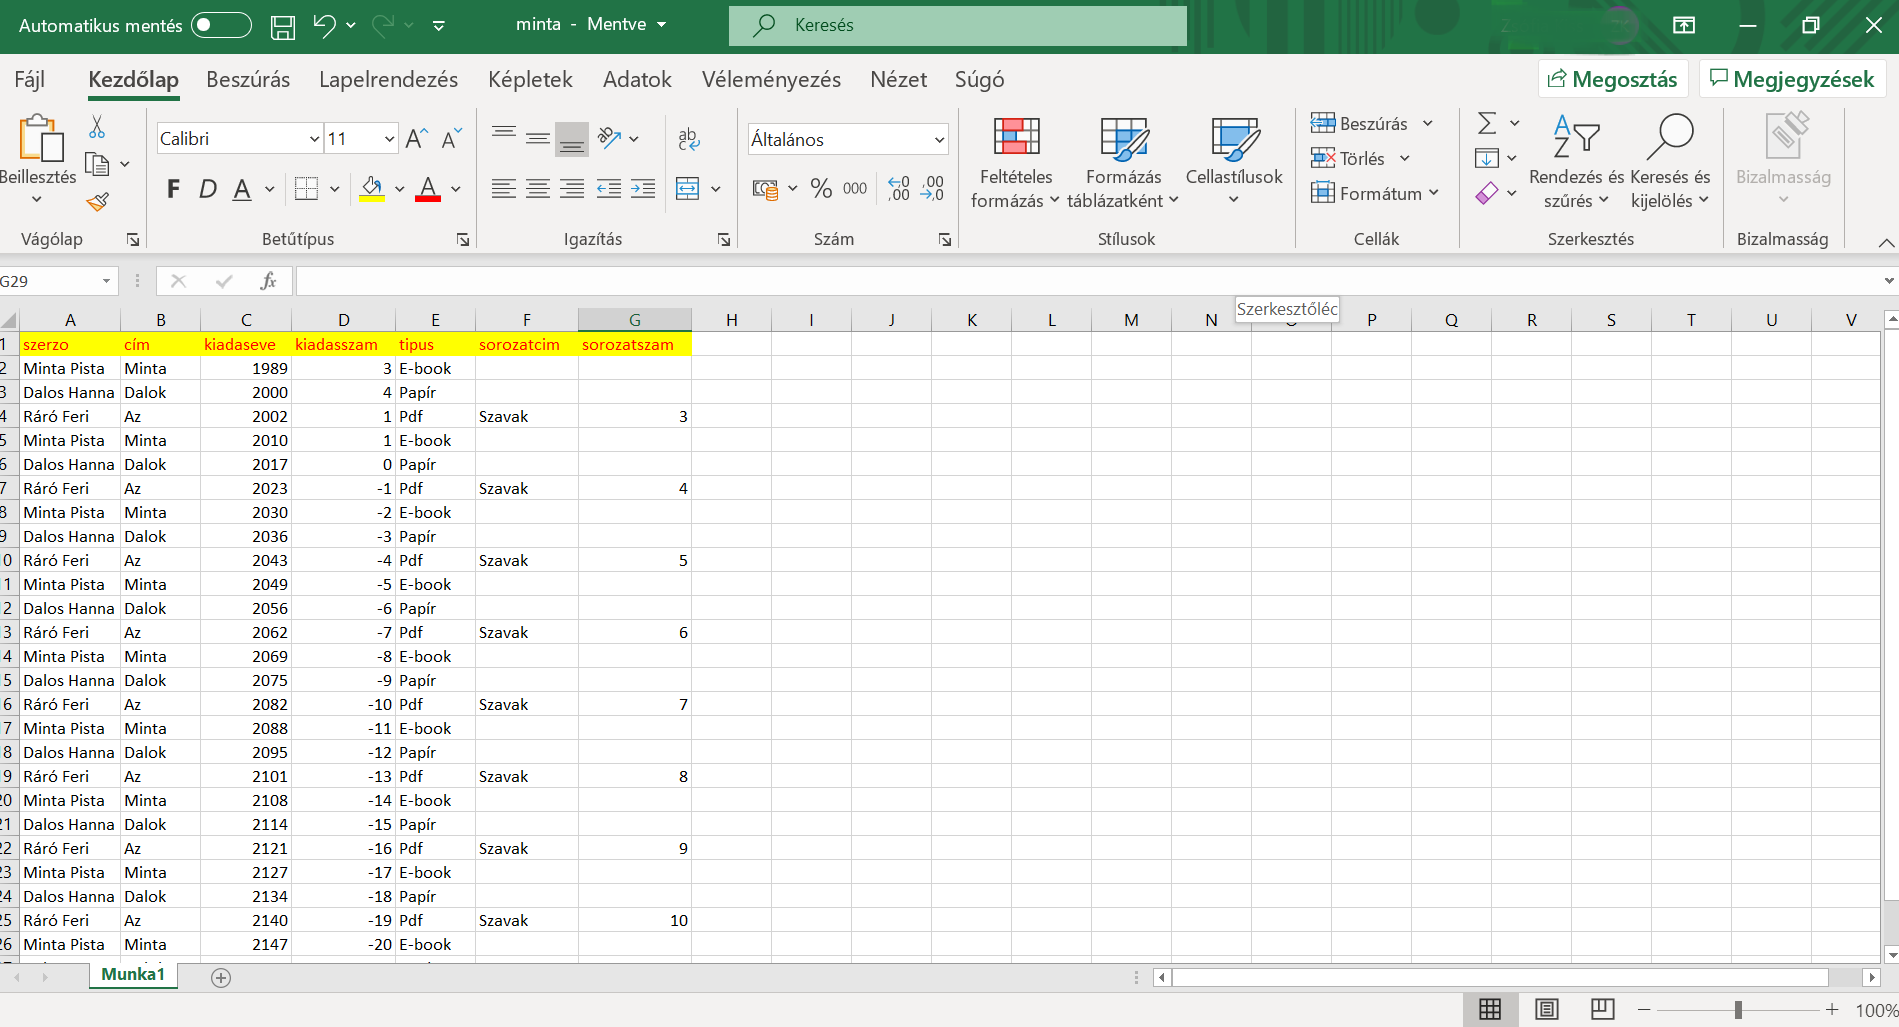 Automatikus mentés minta - Mentve Keresés
Fájl Kezdőlap Beszúrás Lapelrendezés Képletek Adatok Véleményezés Nézet Súgó Megosztás Megjegyzések
Calibri 11 Általános Beszúrás
Törlés
Formátum
Beillesztés F D A A 000 Feltételes formázás Formázás táblázatként Cellastílusok Rendezés és szűrés Keresés és kijelölés Bizalmasság
Vágólap Betűtípus Igazítás Szám Stílusok Cellák Szerkesztés Bizalmasság
G29 fx
Szerkesztőléc
A B C D E F G H I J K L M N O P Q R S T U V
1 szerzo cím kiadaseve kiadasszam tipus sorozatcim sorozatszam
2 Minta Pista Minta 1989 3 E-book
3 Dalos Hanna Dalok 2000 4 Papír
4 Ráró Feri Az 2002 1 Pdf Szavak 3
5 Minta Pista Minta 2010 1 E-book
6 Dalos Hanna Dalok 2017 0 Papír
7 Ráró Feri Az 2023 -1 Pdf Szavak 4
8 Minta Pista Minta 2030 -2 E-book
9 Dalos Hanna Dalok 2036 -3 Papír
10 Ráró Feri Az 2043 -4 Pdf Szavak 5
11 Minta Pista Minta 2049 -5 E-book
12 Dalos Hanna Dalok 2056 -6 Papír
13 Ráró Feri Az 2062 -7 Pdf Szavak 6
14 Minta Pista Minta 2069 -8 E-book
15 Dalos Hanna Dalok 2075 -9 Papír
16 Ráró Feri Az 2082 -10 Pdf Szavak 7
17 Minta Pista Minta 2088 -11 E-book
18 Dalos Hanna Dalok 2095 -12 Papír
19 Ráró Feri Az 2101 -13 Pdf Szavak 8
20 Minta Pista Minta 2108 -14 E-book
21 Dalos Hanna Dalok 2114 -15 Papír
22 Ráró Feri Az 2121 -16 Pdf Szavak 9
23 Minta Pista Minta 2127 -17 E-book
24 Dalos Hanna Dalok 2134 -18 Papír
25 Ráró Feri Az 2140 -19 Pdf Szavak 10
26 Minta Pista Minta 2147 -20 E-book
Munka1
100%